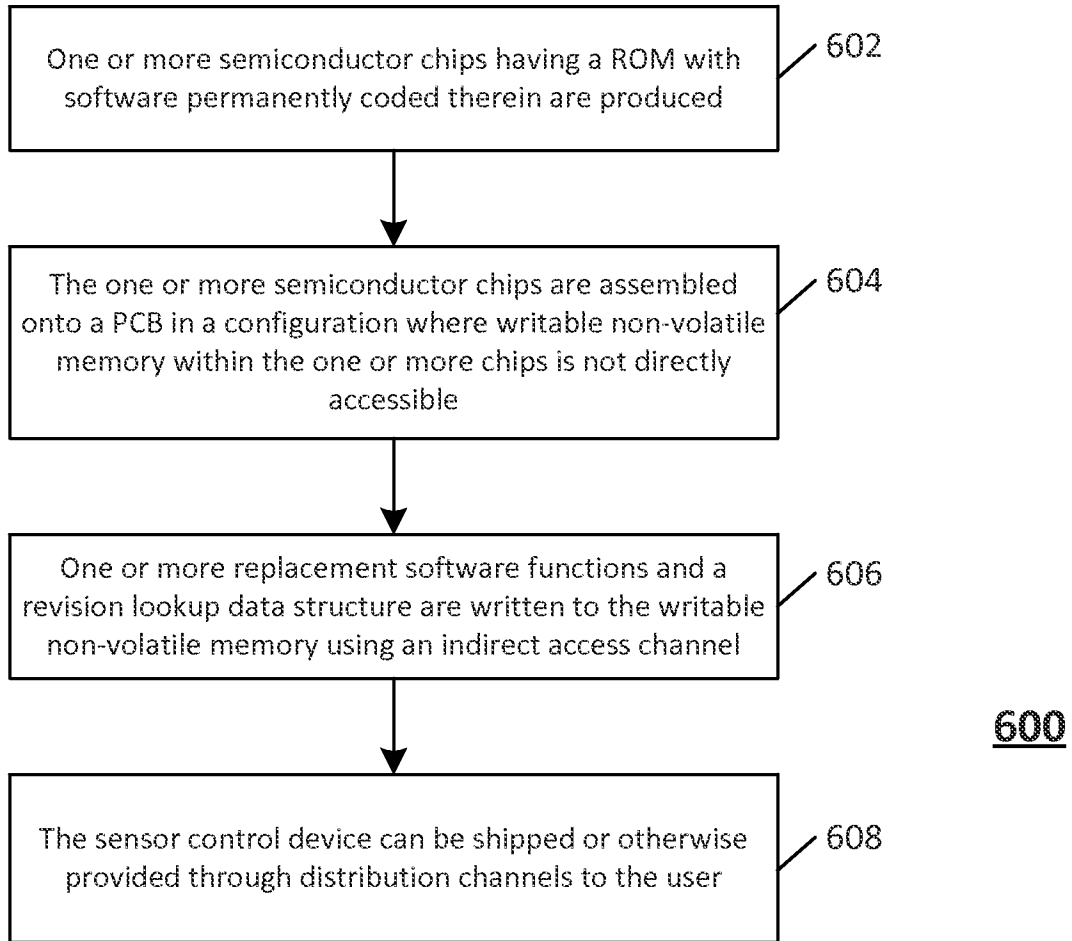 One or more semiconductor chips having a ROM with
software permanently coded therein are produced
602
The one or more semiconductor chips are assembled
onto a PCB in a configuration where writable non-volatile
memory within the one or more chips is not directly
accessible
604
One or more replacement software functions and a
revision lookup data structure are written to the writable
non-volatile memory using an indirect access channel
606
600
The sensor control device can be shipped or otherwise
provided through distribution channels to the user
608